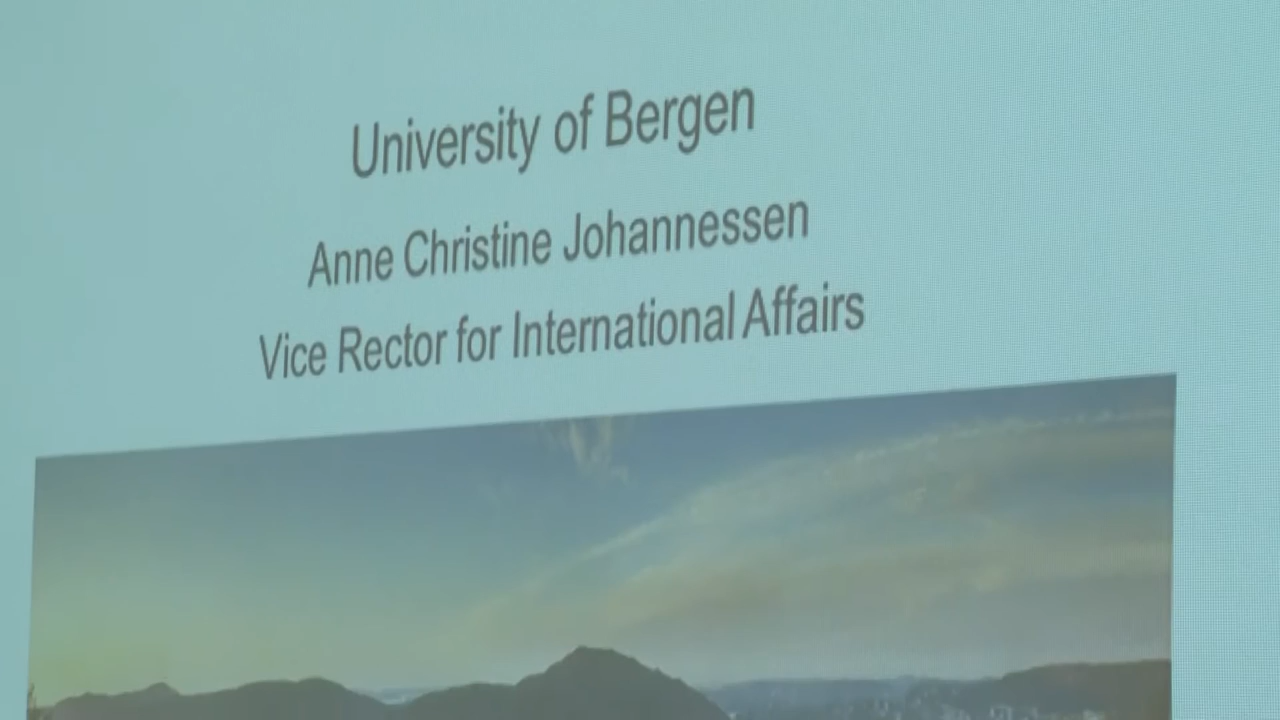 University of Bergen
Anne Christine Johannessen
Vice Rector for International Affairs